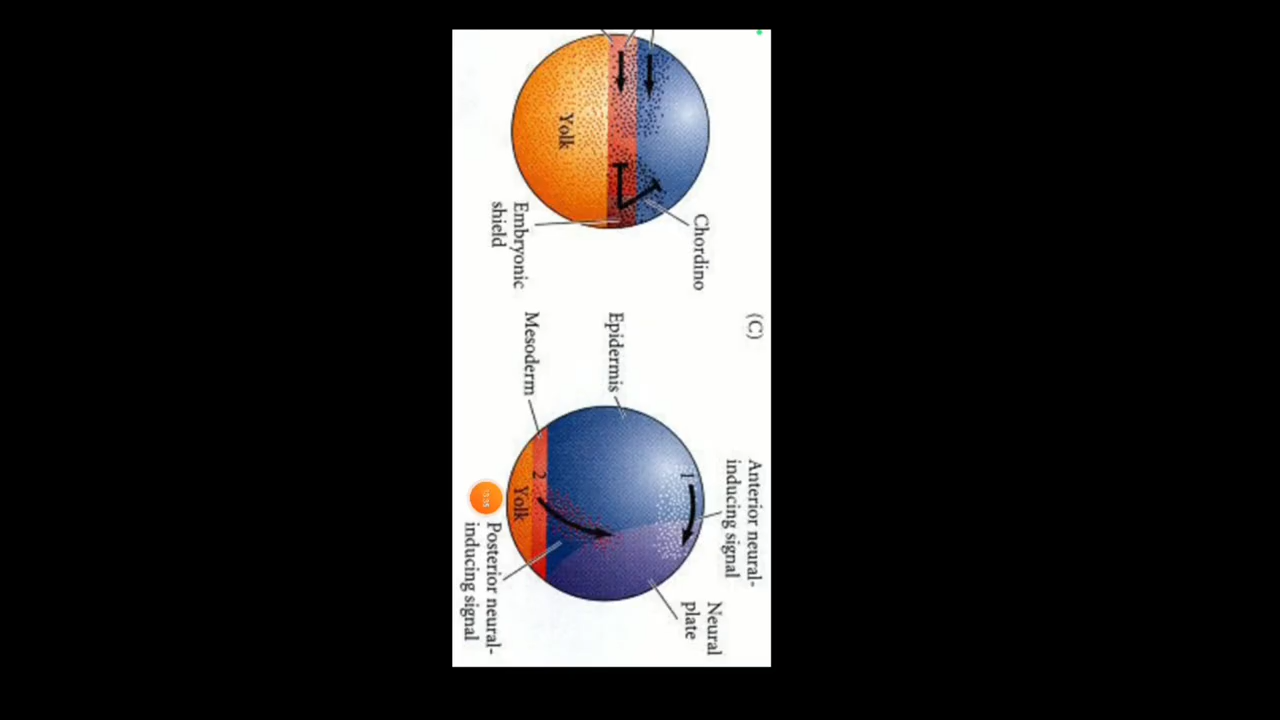 Yolk
Chordino
Embryonic
shield
(C)
Anterior neural-
inducing signal
Epidermis
Mesoderm
1
2
Yolk
Neural
plate
Posterior neural-
inducing signal